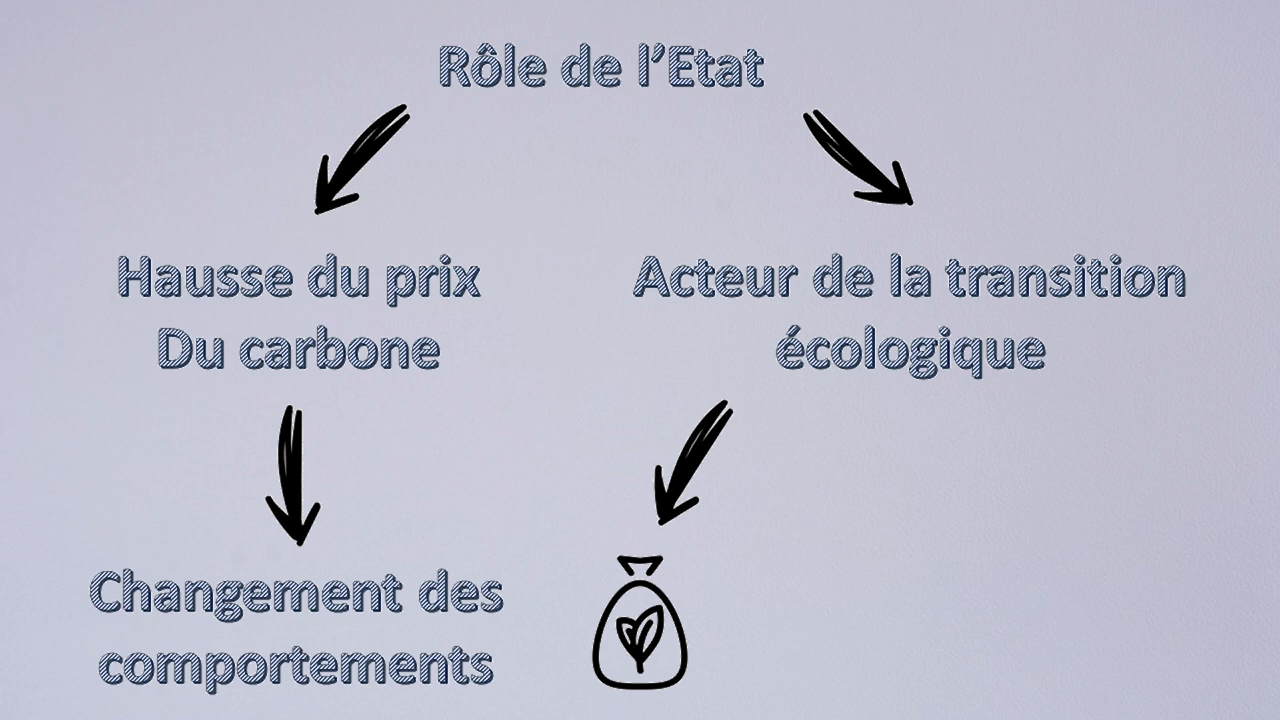 Rôle de l’Etat
Hausse du prix
Du carbone
Acteur de la transition
écologique
Changement des
comportements